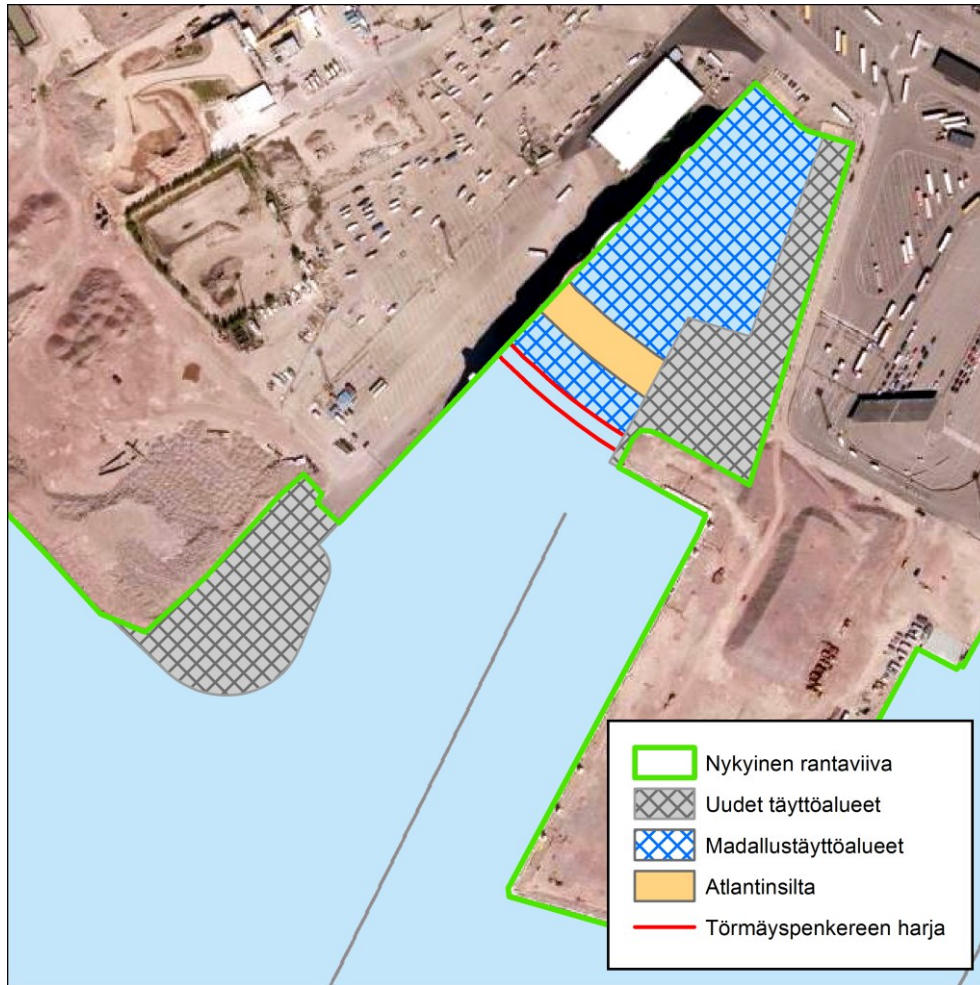 Nykyinen rantaviiva
Uudet täyttöalueet
Madallustäyttöalueet
Atlantinsilta
Törmäyspenkereen harja